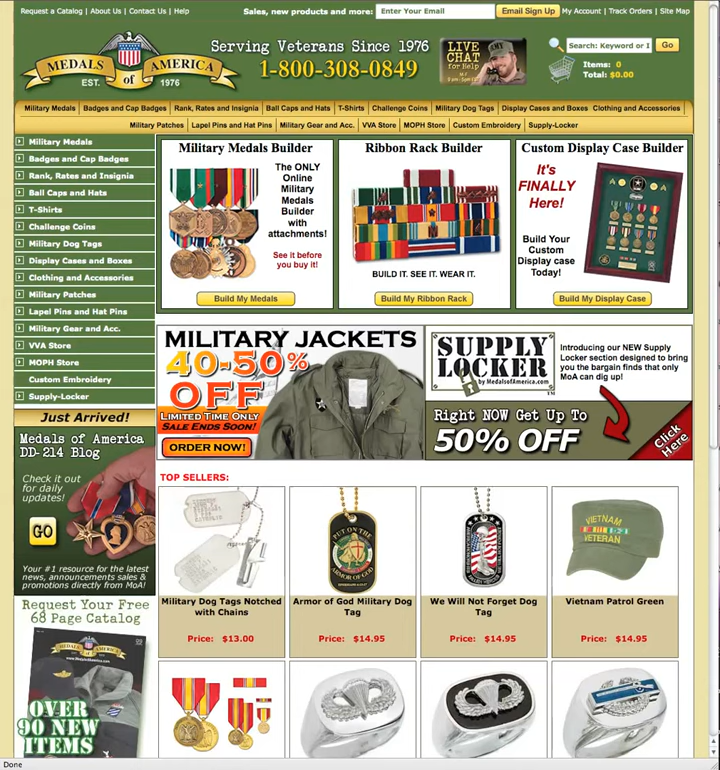 Request a Catalog | About Us | Contact Us | Help
Sales, new products and more:
Enter Your Email
Email Sign Up
My Account | Track Orders | Site Map
MEDALS of AMERICA
EST. 1976
Serving Veterans Since 1976
1-800-308-0849
LIVE
CHAT
for Help
ARMY
Search: Keyword or I
Go
Items: 0
Total: $0.00
Military Medals
Badges and Cap Badges
Rank, Rates and Insignia
Ball Caps and Hats
T-Shirts
Challenge Coins
Military Dog Tags
Display Cases and Boxes
Clothing and Accessories
Military Patches
Lapel Pins and Hat Pins
Military Gear and Acc.
VVA Store
MOPH Store
Custom Embroidery
Supply-Locker
Military Medals
Badges and Cap Badges
Rank, Rates and Insignia
Ball Caps and Hats
T-Shirts
Challenge Coins
Military Dog Tags
Display Cases and Boxes
Clothing and Accessories
Military Patches
Lapel Pins and Hat Pins
Military Gear and Acc.
VVA Store
MOPH Store
Custom Embroidery
Supply-Locker
Just Arrived!
Medals of America
DD-214 Blog
Check it out
for daily
updates!
GO
Your #1 resource for the latest
news, announcements sales &
promotions directly from MoA!
Request Your Free
68 Page Catalog
MEDALS of AMERICA
OVER
90 NEW
ITEMS
Military Medals Builder
The ONLY
Online
Military
Medals
Builder
with
attachments!
See it before
you buy it!
Build My Medals
Ribbon Rack Builder
BUILD IT. SEE IT. WEAR IT.
Build My Ribbon Rack
Custom Display Case Builder
It's
FINALLY
Here!
Build Your
Custom
Display case
Today!
Build My Display Case
MILITARY JACKETS
40-50%
OFF
LIMITED TIME ONLY
SALE ENDS SOON!
ORDER NOW!
SUPPLY
LOCKER
by MedalsofAmerica.com
TM
Introducing our NEW Supply
Locker section designed to bring
you the bargain finds that only
MoA can dig up!
Right NOW Get Up To
50% OFF
Click
Here
TOP SELLERS:
PUT ON THE
ARMOR OF GOD
VIETNAM
VETERAN
Military Dog Tags Notched
with Chains
Price: $13.00
Armor of God Military Dog
Tag
Price: $14.95
We Will Not Forget Dog
Tag
Price: $14.95
Vietnam Patrol Green
Price: $14.95
Done